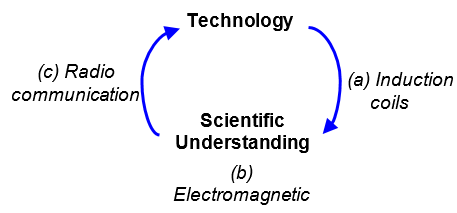 Technology
(c) Radio
communication
(a) Induction
coils
Scientific
Understanding
(b)
Electromagnetic